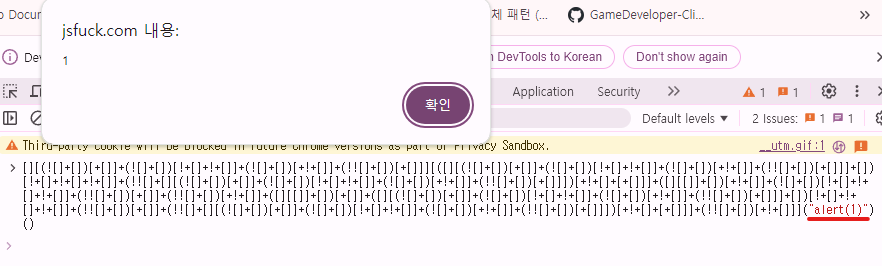 o Docum
체 패턴 (...
GameDeveloper-Cli...
»
jsfuck.com 내용:
1
확인
Dev
n DevTools to Korean
Don't show again
Application
Security
»
1
1
Default levels
2 Issues:
1
1
Third-party cookie will be blocked in future Chrome versions as part of Privacy Sandbox.
__utm.gif:1
[][(![]+[])[+[]]+(![]+[])[!+[]+!+[]]+(![]+[])[+!+[]]+(!![]+[])[+[]]][([][(![]+[])[+[]]+(![]+[])[!+[]+!+[]]+(![]+[])[+!+[]]+(!![]+[])[+[]]]+[])
[!+[]+!+[]+!+[]]+(!![]+[][(![]+[])[+[]]+(![]+[])[!+[]+!+[]]+(![]+[])[+!+[]]+(!![]+[])[+[]]])[+!+[]+[+[]]]+([][[]]+[])[+!+[]]+(![]+[])[!+[]+!+
[]+!+[]]+(!![]+[])[+[]]+(!![]+[])[+!+[]]+([][[]]+[])[+[]]+([][(![]+[])[+[]]+(![]+[])[!+[]+!+[]]+(![]+[])[+!+[]]+(!![]+[])[+[]]]+[])[!+[]+!+
[]+!+[]]+(!![]+[])[+[]]+(!![]+[][(![]+[])[+[]]+(![]+[])[!+[]+!+[]]+(![]+[])[+!+[]]+(!![]+[])[+[]]])[+!+[]+[+[]]]+(!![]+[])[+!+[]]]("alert(1)")
()